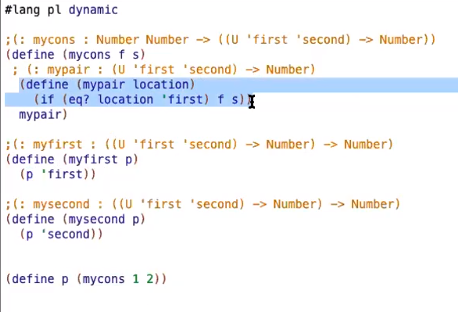 #lang pl dynamic
;(: mycons : Number Number -> ((U 'first 'second) -> Number))
(define (mycons f s)
; (: mypair : (U 'first 'second) -> Number)
(define (mypair location)
(if (eq? location 'first) f s))
mypair)
;(: myfirst : ((U 'first 'second) -> Number) -> Number)
(define (myfirst p)
(p 'first))
;(: mysecond : ((U 'first 'second) -> Number) -> Number)
(define (mysecond p)
(p 'second))
(define p (mycons 1 2))